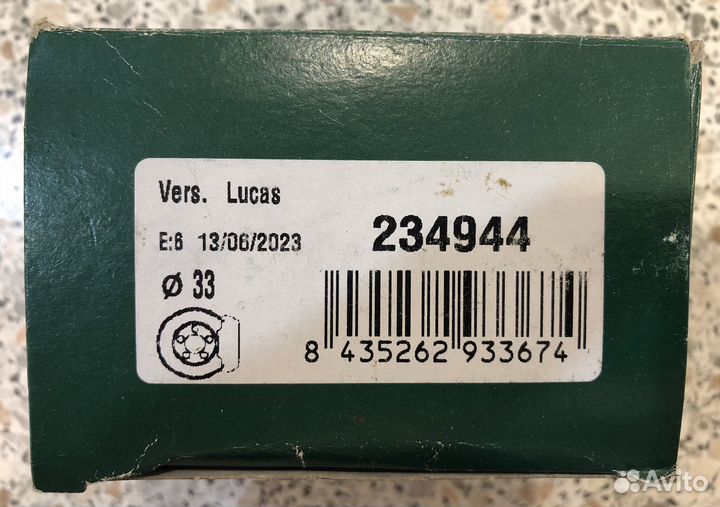 Vers. Lucas
E:6 13/06/2023 234944
Ø 33
8 435262 933674
Avito